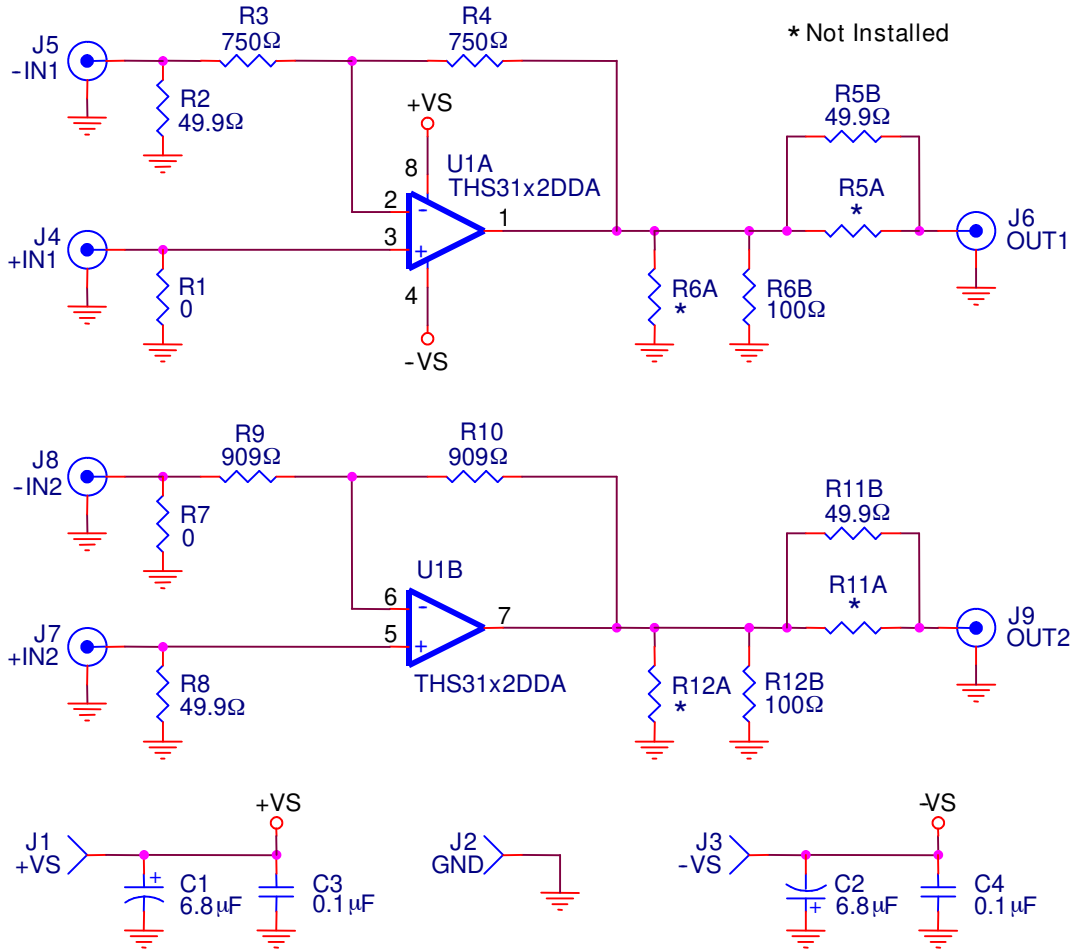 * Not Installed
J5
-IN1
R3
750Ω
R4
750Ω
R2
49.9Ω
+VS
8
U1A
THS31x2DDA
2
-
3
+
1
4
-VS
J4
+IN1
R1
0
R5B
49.9Ω
R5A
*
R6A
*
R6B
100Ω
J6
OUT1
J8
-IN2
R9
909Ω
R10
909Ω
R7
0
U1B
6
-
5
+
7
THS31x2DDA
J7
+IN2
R8
49.9Ω
R11B
49.9Ω
R11A
*
R12A
*
R12B
100Ω
J9
OUT2
J1
+VS
+VS
+
C1
6.8µF
C3
0.1µF
J2
GND
J3
-VS
-VS
+
C2
6.8µF
C4
0.1µF